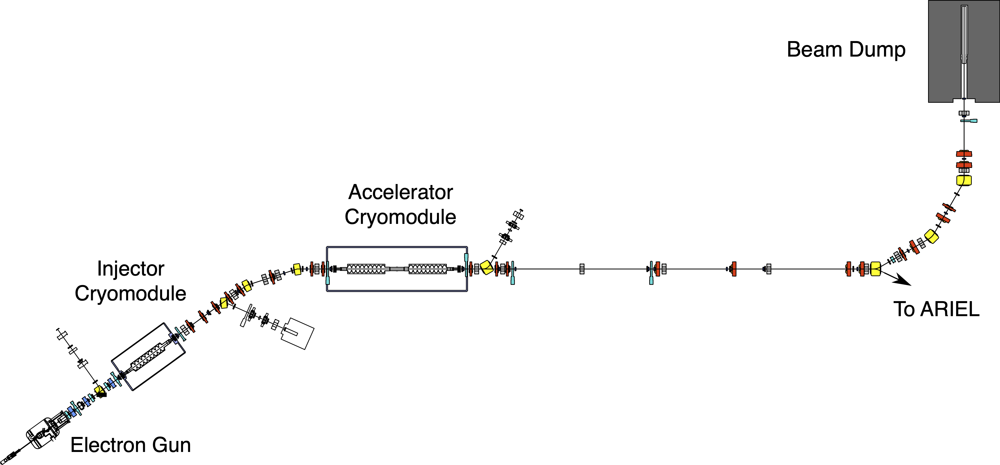 Beam Dump
Accelerator
Cryomodule
Injector
Cryomodule
To ARIEL
Electron Gun